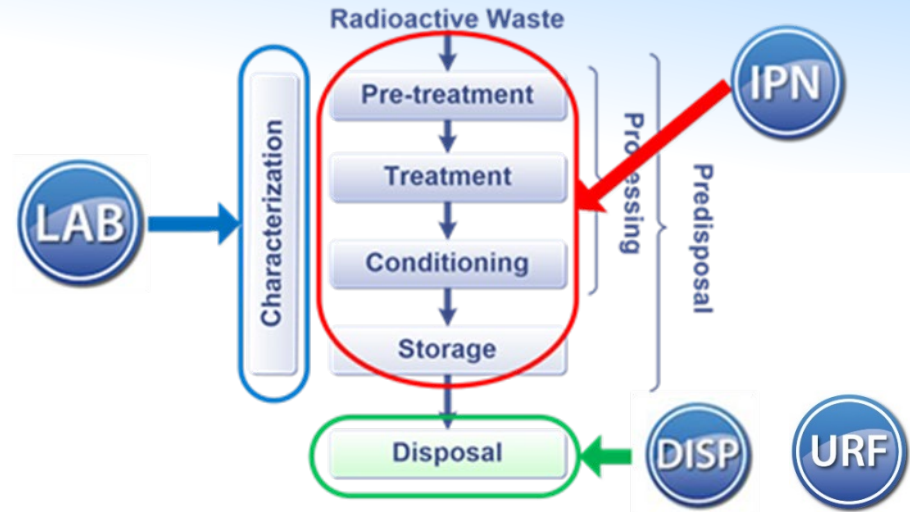 Radioactive Waste
IPN
Pre-treatment
Processing
Predisposal
Treatment
LAB
Characterization
Conditioning
Storage
Disposal
DISP
URF